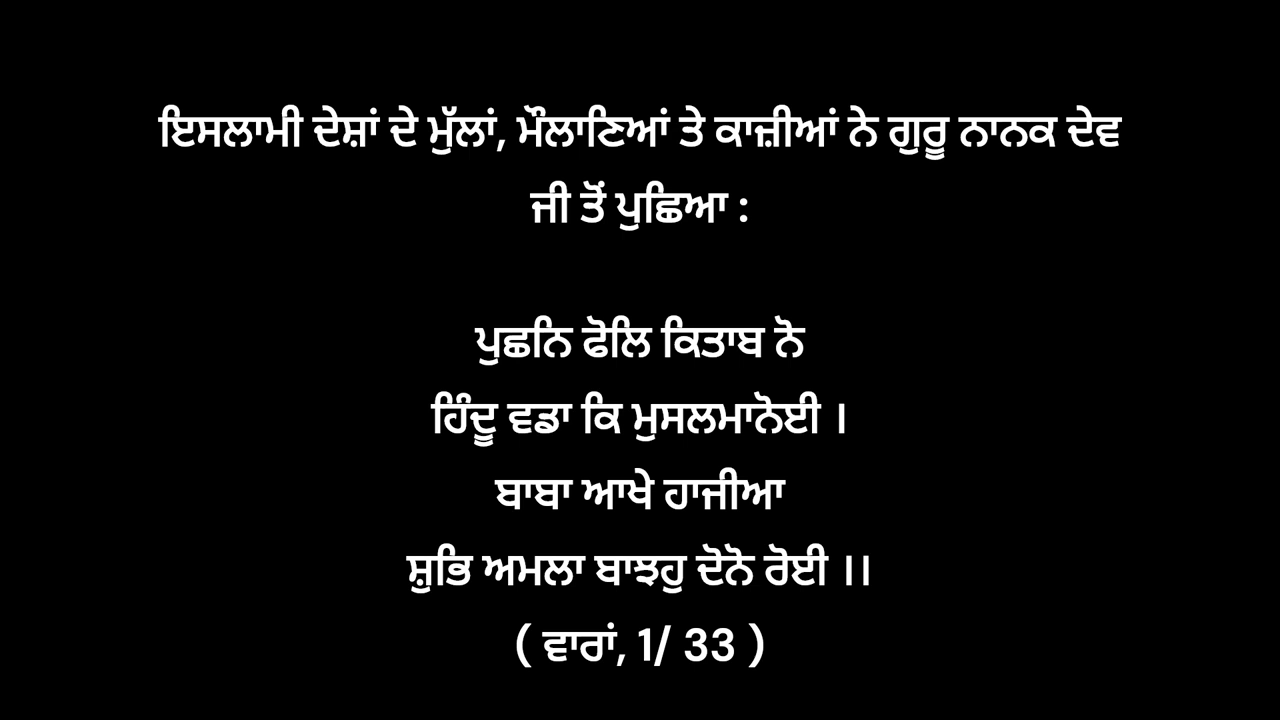 ਇਸਲਾਮੀ ਦੇਸ਼ਾਂ ਦੇ ਮੁੱਲਾਂ, ਮੌਲਾਣਿਆਂ ਤੇ ਕਾਜ਼ੀਆਂ ਨੇ ਗੁਰੂ ਨਾਨਕ ਦੇਵ
ਜੀ ਤੋਂ ਪੁਛਿਆ :
ਪੁਛਨਿ ਫੋਲਿ ਕਿਤਾਬ ਨੋ
ਹਿੰਦੂ ਵਡਾ ਕਿ ਮੁਸਲਮਾਨੋਈ ।
ਬਾਬਾ ਆਖੇ ਹਾਜੀਆ
ਸ਼ੁਭਿ ਅਮਲਾ ਬਾਝਹੁ ਦੋਨੋ ਰੋਈ ।।
( ਵਾਰਾਂ, 1/ 33 )